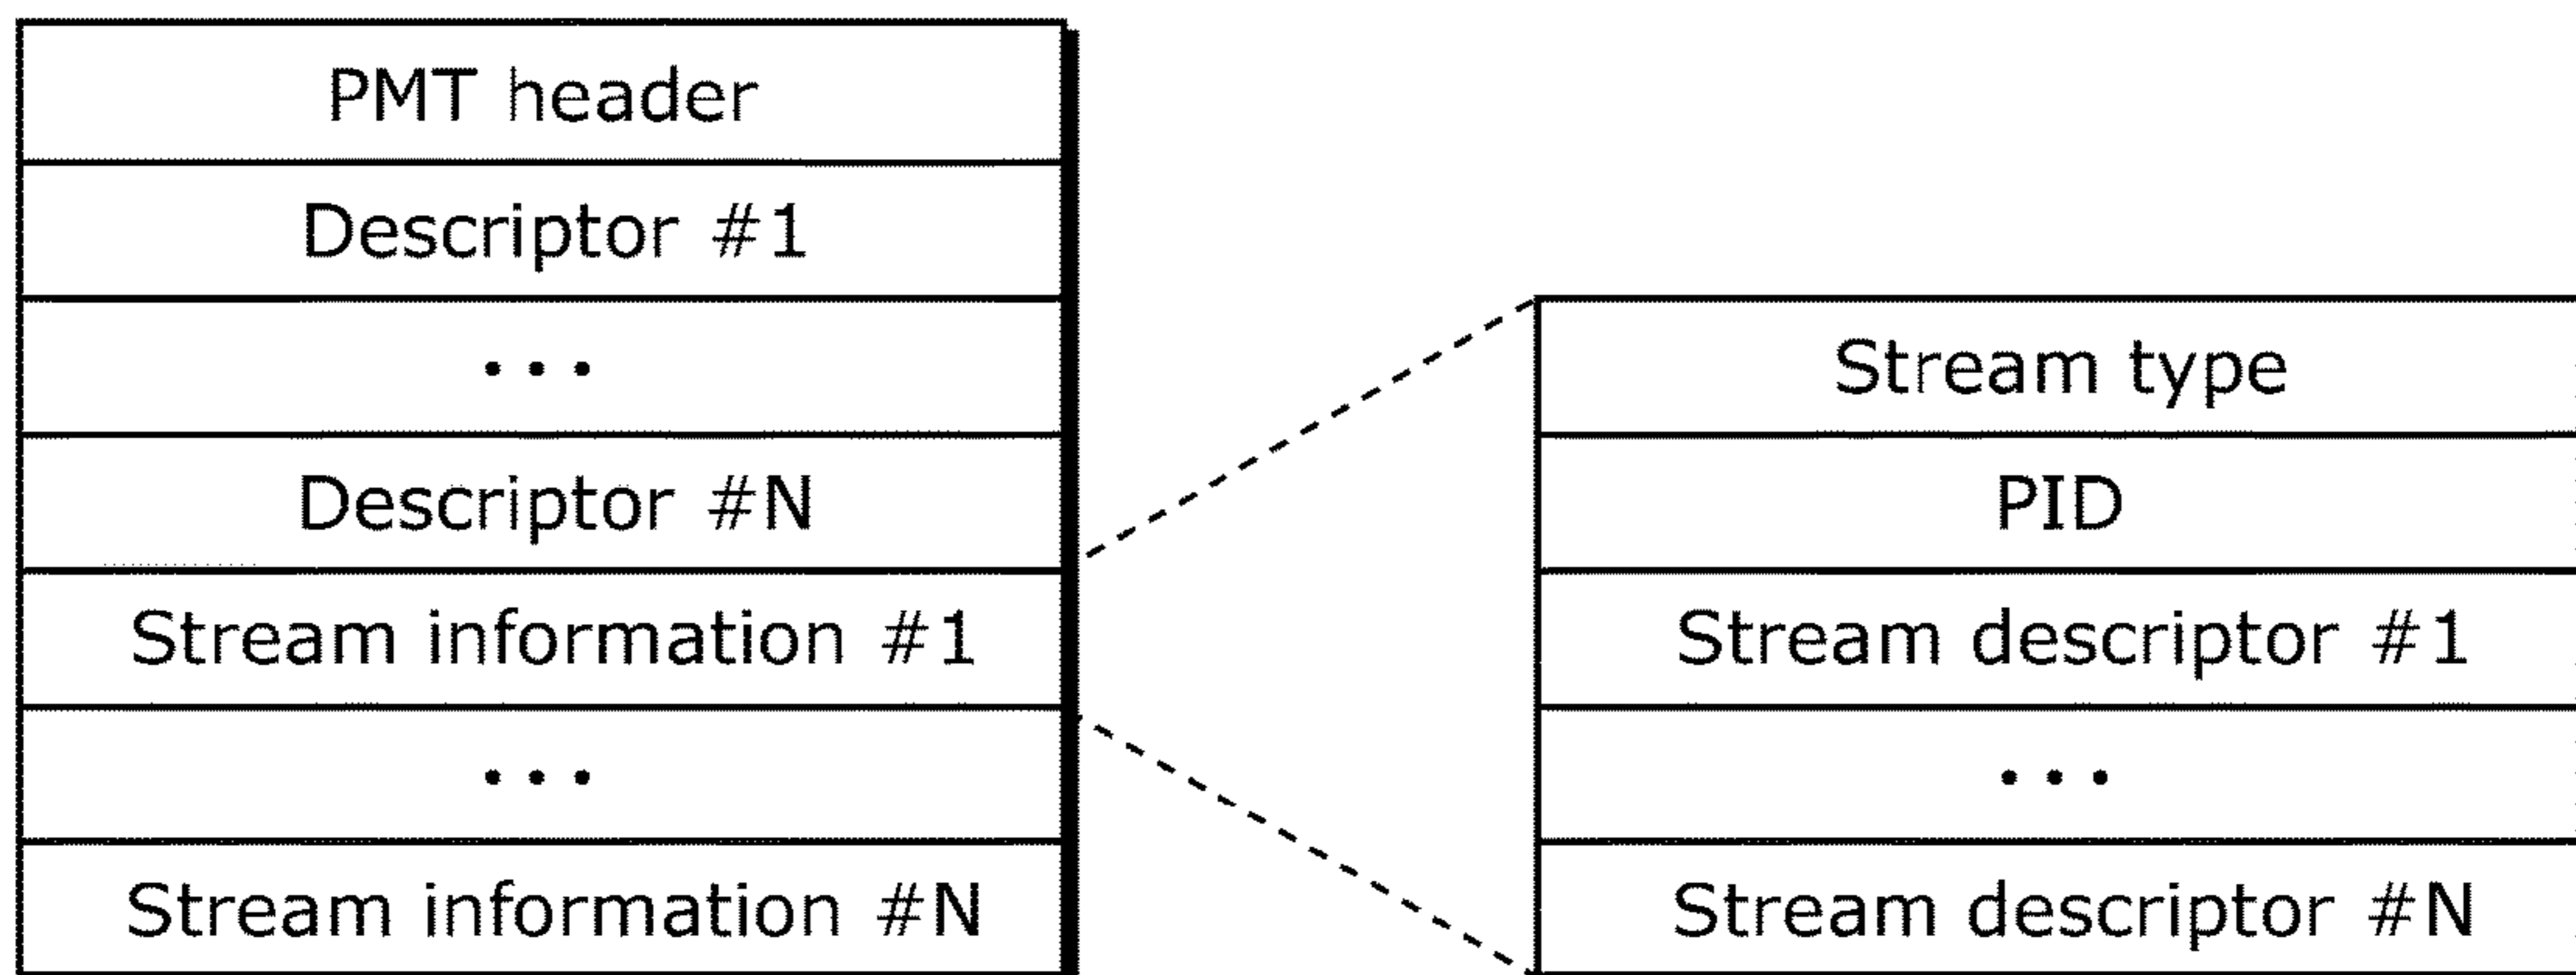 PMT header
Descriptor #1
...
Descriptor #N
Stream information #1
...
Stream information #N
Stream type
PID
Stream descriptor #1
...
Stream descriptor #N